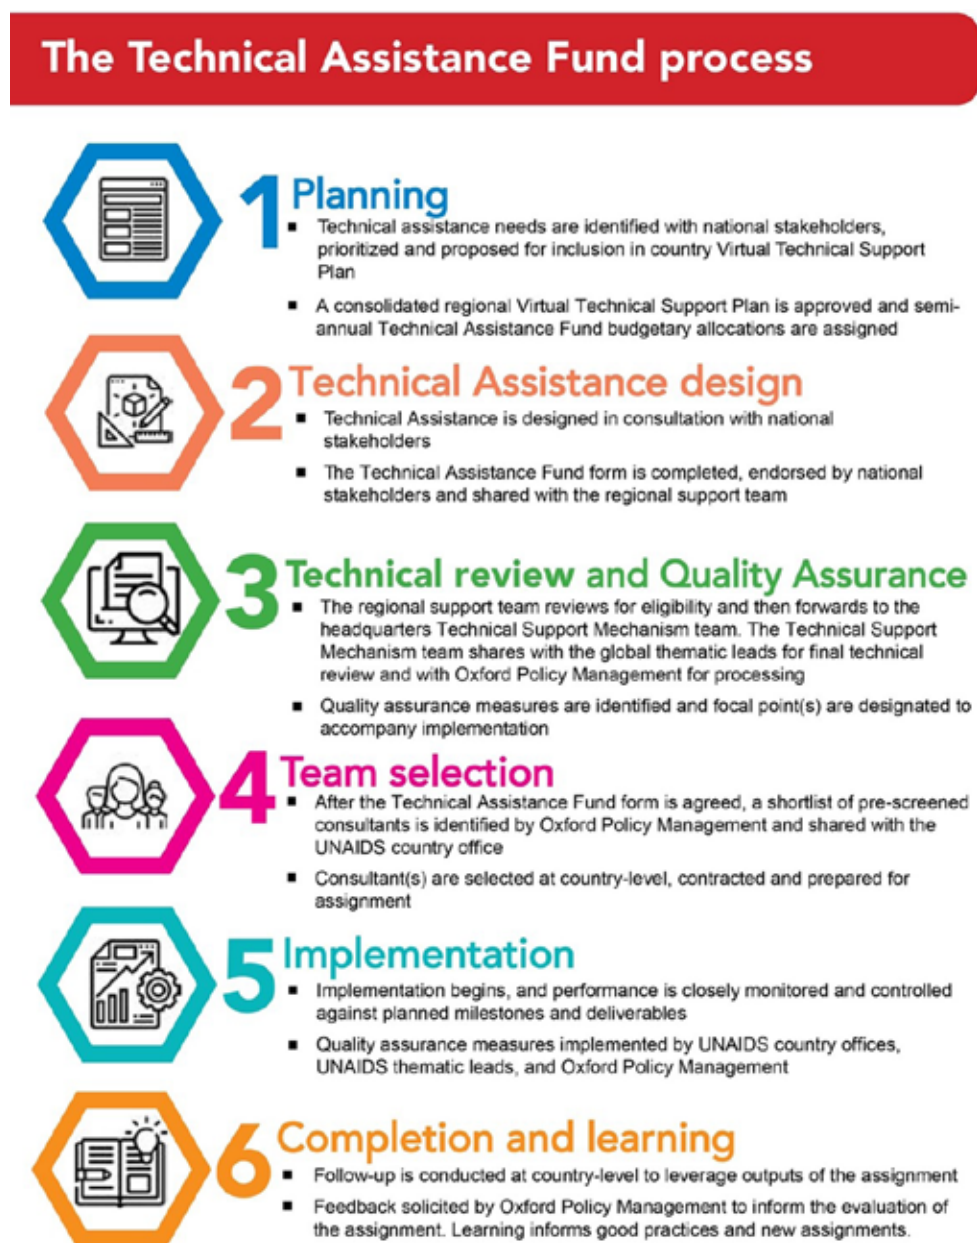 The Technical Assistance Fund process
1 Planning
■ Technical assistance needs are identified with national stakeholders,
prioritized and proposed for inclusion in country Virtual Technical Support
Plan
■ A consolidated regional Virtual Technical Support Plan is approved and semi-
annual Technical Assistance Fund budgetary allocations are assigned
2 Technical Assistance design
■ Technical Assistance is designed in consultation with national
stakeholders
■ The Technical Assistance Fund form is completed, endorsed by national
stakeholders and shared with the regional support team
3 Technical review and Quality Assurance
■ The regional support team reviews for eligibility and then forwards to the
headquarters Technical Support Mechanism team. The Technical Support
Mechanism team shares with the global thematic leads for final technical
review and with Oxford Policy Management for processing
■ Quality assurance measures are identified and focal point(s) are designated to
accompany implementation
4 Team selection
■ After the Technical Assistance Fund form is agreed, a shortlist of pre-screened
consultants is identified by Oxford Policy Management and shared with the
UNAIDS country office
■ Consultant(s) are selected at country-level, contracted and prepared for
assignment
5 Implementation
■ Implementation begins, and performance is closely monitored and controlled
against planned milestones and deliverables
■ Quality assurance measures implemented by UNAIDS country offices,
UNAIDS thematic leads, and Oxford Policy Management
6 Completion and learning
■ Follow-up is conducted at country-level to leverage outputs of the assignment
■ Feedback solicited by Oxford Policy Management to inform the evaluation of
the assignment. Learning informs good practices and new assignments.